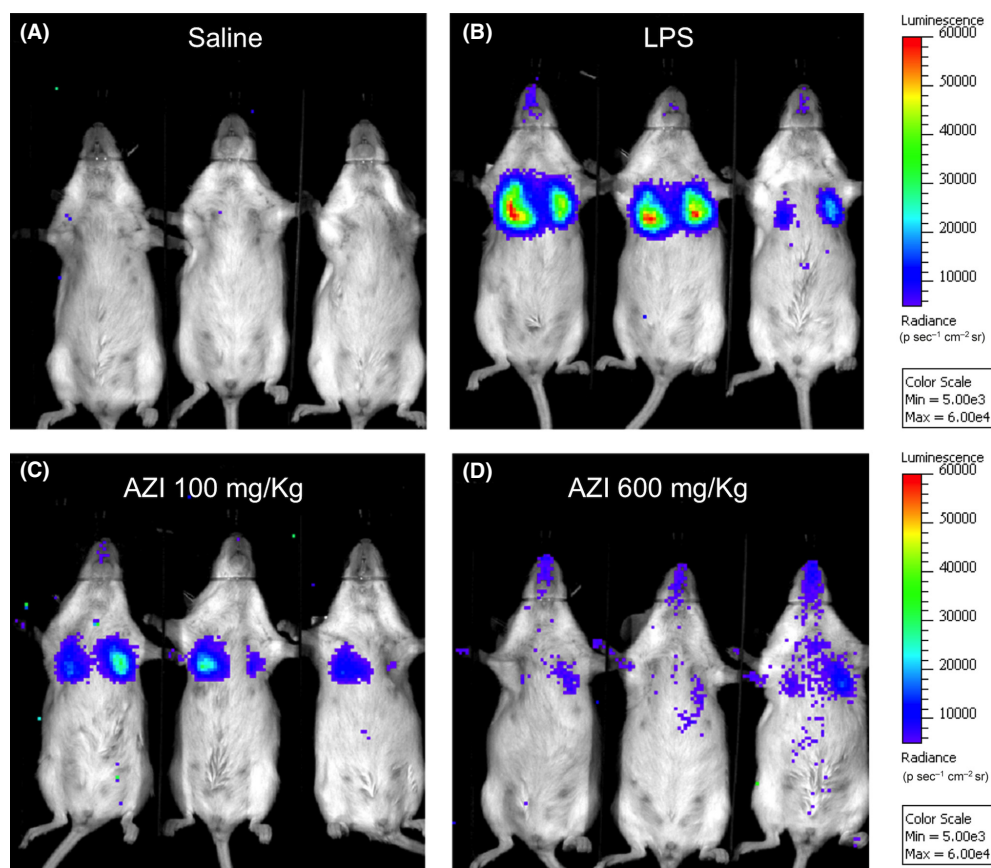 (A)
Saline
(B)
LPS
Luminescence
60000
50000
40000
30000
20000
10000
Radiance
(p sec⁻¹ cm⁻² sr)
Color Scale
Min = 5.00e3
Max = 6.00e4
(C)
AZI 100 mg/Kg
(D)
AZI 600 mg/Kg
Luminescence
60000
50000
40000
30000
20000
10000
Radiance
(p sec⁻¹ cm⁻² sr)
Color Scale
Min = 5.00e3
Max = 6.00e4